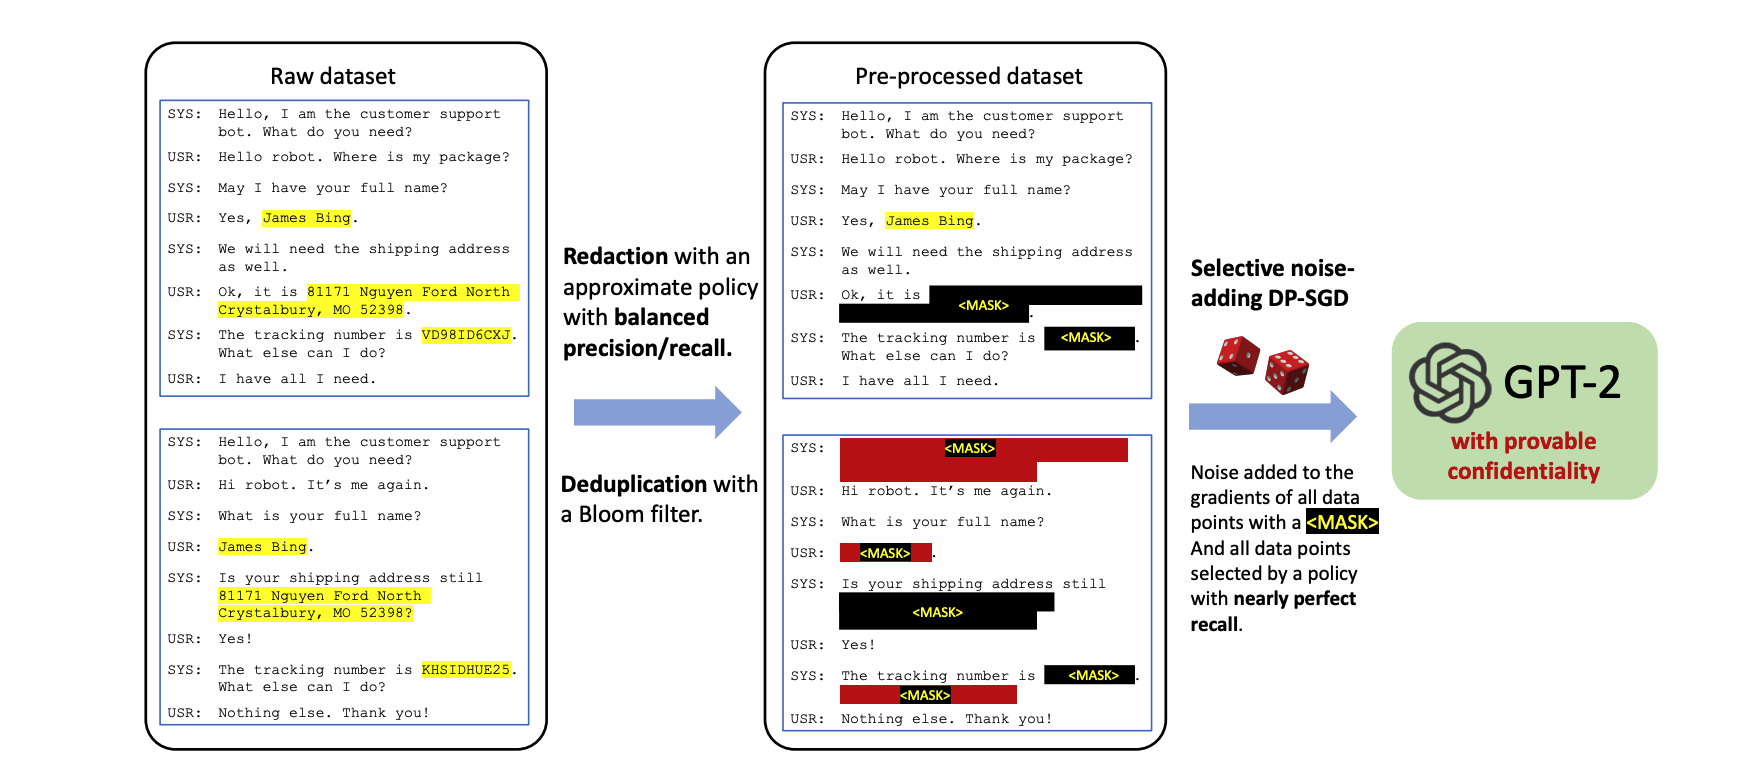 Raw dataset
SYS: Hello, I am the customer support
bot. What do you need?
USR: Hello robot. Where is my package?
SYS: May I have your full name?
USR: Yes, James Bing.
SYS: We will need the shipping address
as well.
USR: Ok, it is 81171 Nguyen Ford North
Crystalbury, MO 52398.
SYS: The tracking number is VD98ID6CXJ.
What else can I do?
USR: I have all I need.
SYS: Hello, I am the customer support
bot. What do you need?
USR: Hi robot. It's me again.
SYS: What is your full name?
USR: James Bing.
SYS: Is your shipping address still
81171 Nguyen Ford North
Crystalbury, MO 52398?
USR: Yes!
SYS: The tracking number is KHSIDHUE25.
What else can I do?
USR: Nothing else. Thank you!
Redaction with an
approximate policy
with balanced
precision/recall.
Deduplication with
a Bloom filter.
Pre-processed dataset
SYS: Hello, I am the customer support
bot. What do you need?
USR: Hello robot. Where is my package?
SYS: May I have your full name?
USR: Yes, James Bing.
SYS: We will need the shipping address
as well.
USR: Ok, it is <MASK>.
SYS: The tracking number is <MASK>.
What else can I do?
USR: I have all I need.
SYS: <MASK>
USR: Hi robot. It's me again.
SYS: What is your full name?
USR: <MASK>.
SYS: Is your shipping address still
<MASK>
USR: Yes!
SYS: The tracking number is <MASK>.
<MASK>
USR: Nothing else. Thank you!
Selective noise-
adding DP-SGD
Noise added to the
gradients of all data
points with a <MASK>
And all data points
selected by a policy
with nearly perfect
recall.
GPT-2
with provable
confidentiality